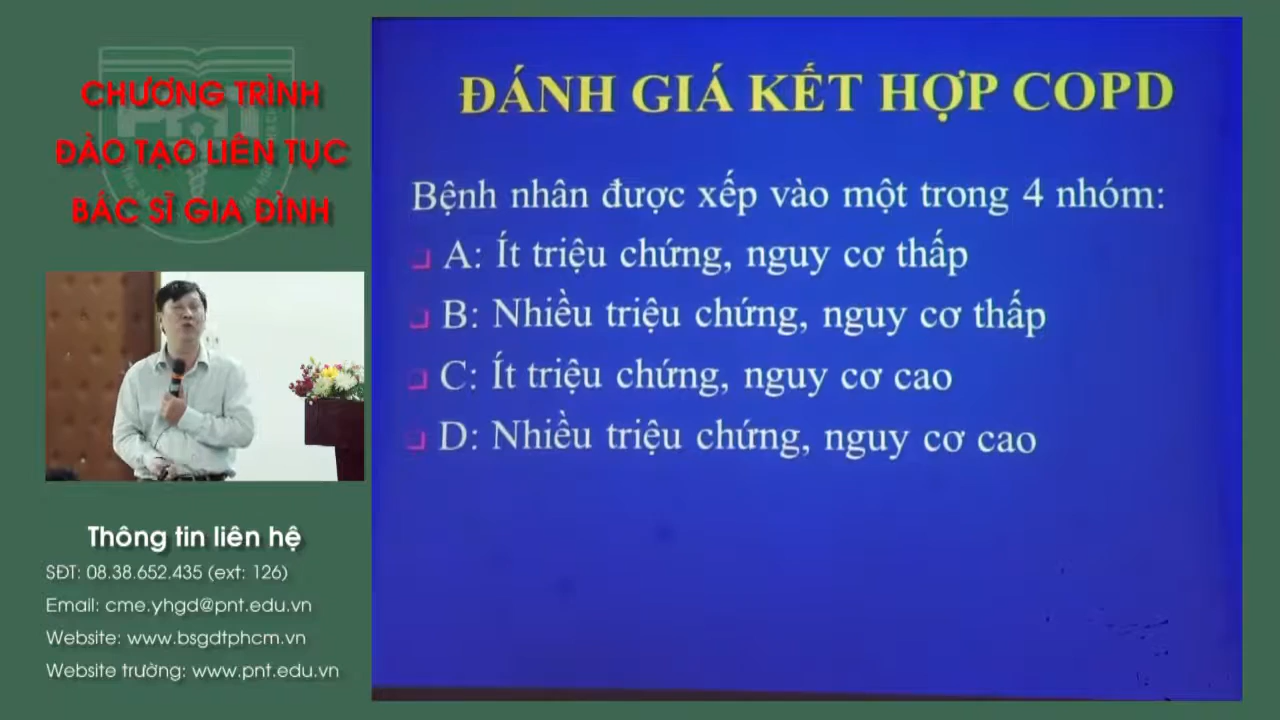 CHƯƠNG TRÌNH
ĐÀO TẠO LIÊN TỤC
BÁC SĨ GIA ĐÌNH
Thông tin liên hệ
SĐT: 08.38.652.435 (ext: 126)
Email: cme.yhgd@pnt.edu.vn
Website: www.bsgdtphcm.vn
Website trường: www.pnt.edu.vn
ĐÁNH GIÁ KẾT HỢP COPD
Bệnh nhân được xếp vào một trong 4 nhóm:
A: Ít triệu chứng, nguy cơ thấp
B: Nhiều triệu chứng, nguy cơ thấp
C: Ít triệu chứng, nguy cơ cao
D: Nhiều triệu chứng, nguy cơ cao